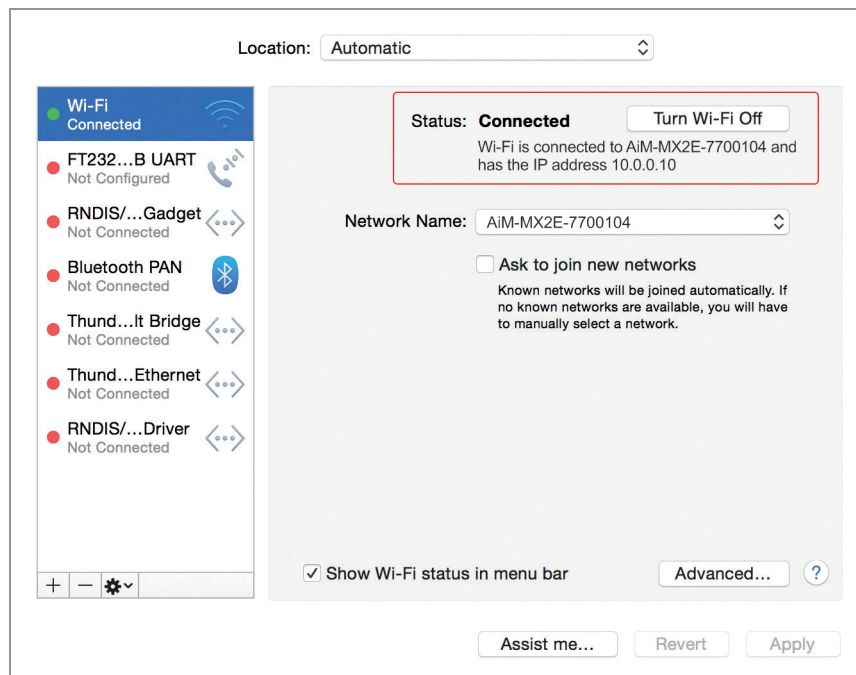 Location: Automatic
Wi-Fi
Connected
FT232...B UART
Not Configured
RNDIS/...Gadget
Not Connected
Bluetooth PAN
Not Connected
Thund...lt Bridge
Not Connected
Thund...Ethernet
Not Connected
RNDIS/...Driver
Not Connected
Status: Connected
Turn Wi-Fi Off
Wi-Fi is connected to AiM-MX2E-7700104 and
has the IP address 10.0.0.10
Network Name: AiM-MX2E-7700104
Ask to join new networks
Known networks will be joined automatically. If
no known networks are available, you will have
to manually select a network.
Show Wi-Fi status in menu bar
Advanced...
?
Assist me...
Revert
Apply